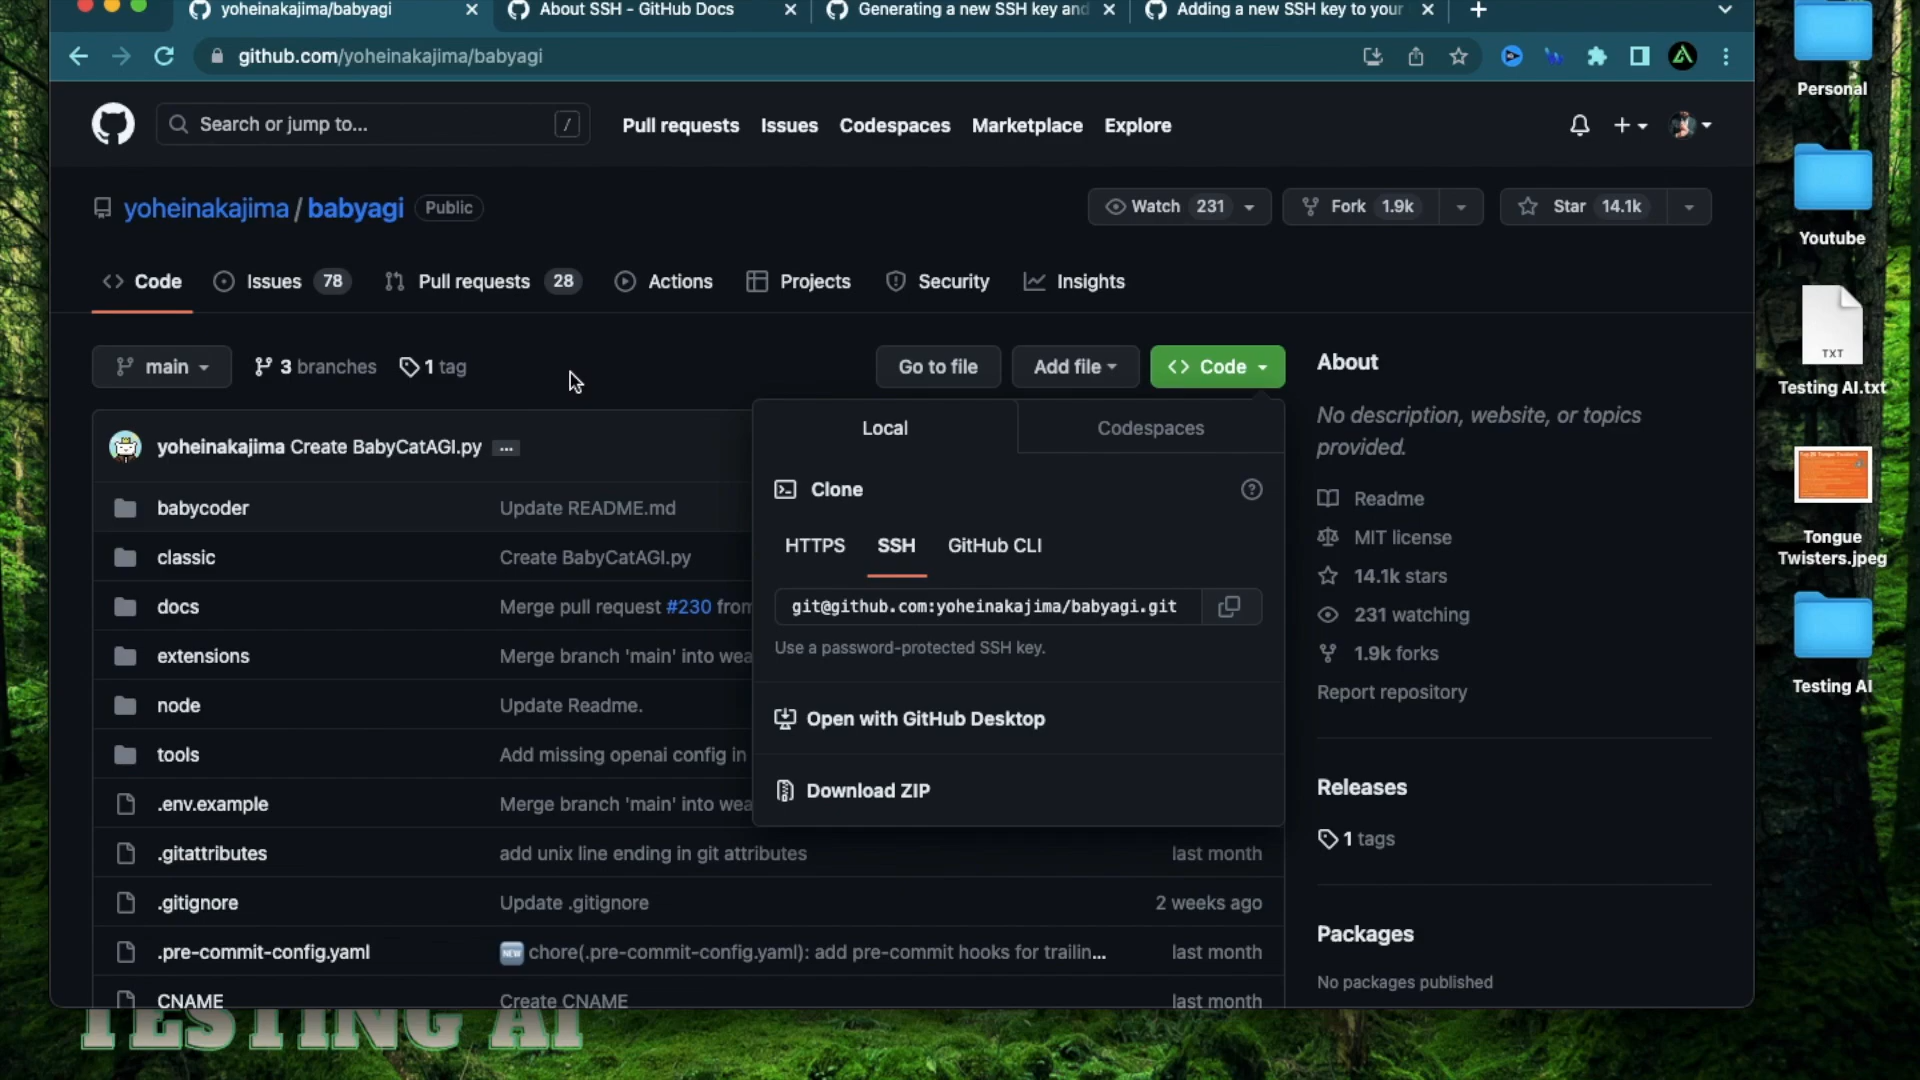 yoheinakajima/babyagi
About SSH - GitHub Docs
Generating a new SSH key and
Adding a new SSH key to your
github.com/yoheinakajima/babyagi
Search or jump to... /
Pull requests Issues Codespaces Marketplace Explore
yoheinakajima / babyagi Public
Watch 231
Fork 1.9k
Star 14.1k
Code Issues 78 Pull requests 28 Actions Projects Security Insights
main 3 branches 1 tag
Go to file Add file Code
yoheinakajima Create BabyCatAGI.py ...
babycoder Update README.md
classic Create BabyCatAGI.py
docs Merge pull request #230 from
extensions Merge branch 'main' into wea
node Update Readme.
tools Add missing openai config in
.env.example Merge branch 'main' into wea
.gitattributes add unix line ending in git attributes last month
.gitignore Update .gitignore 2 weeks ago
.pre-commit-config.yaml NEW chore(.pre-commit-config.yaml): add pre-commit hooks for trailin... last month
CNAME Create CNAME last month
Local Codespaces
Clone
HTTPS SSH GitHub CLI
git@github.com:yoheinakajima/babyagi.git
Use a password-protected SSH key.
Open with GitHub Desktop
Download ZIP
About
No description, website, or topics
provided.
Readme
MIT license
14.1k stars
231 watching
1.9k forks
Report repository
Releases
1 tags
Packages
No packages published
Personal
Youtube
TXT
Testing AI.txt
Tongue
Twisters.jpeg
Testing AI
TESTING AI